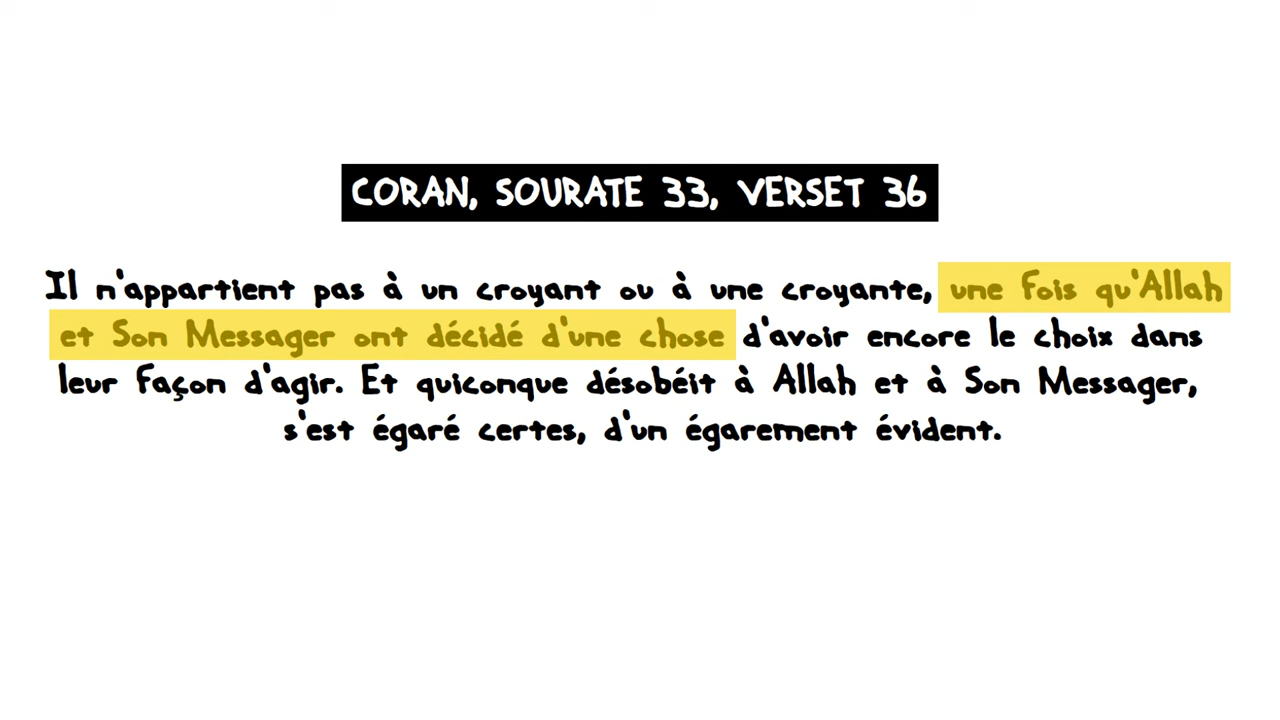 CORAN, SOURATE 33, VERSET 36
Il n'appartient pas à un croyant ou à une croyante, une fois qu'Allah
et Son Messager ont décidé d'une chose d'avoir encore le choix dans
leur façon d'agir. Et quiconque désobéit à Allah et à Son Messager,
s'est égaré certes, d'un égarement évident.